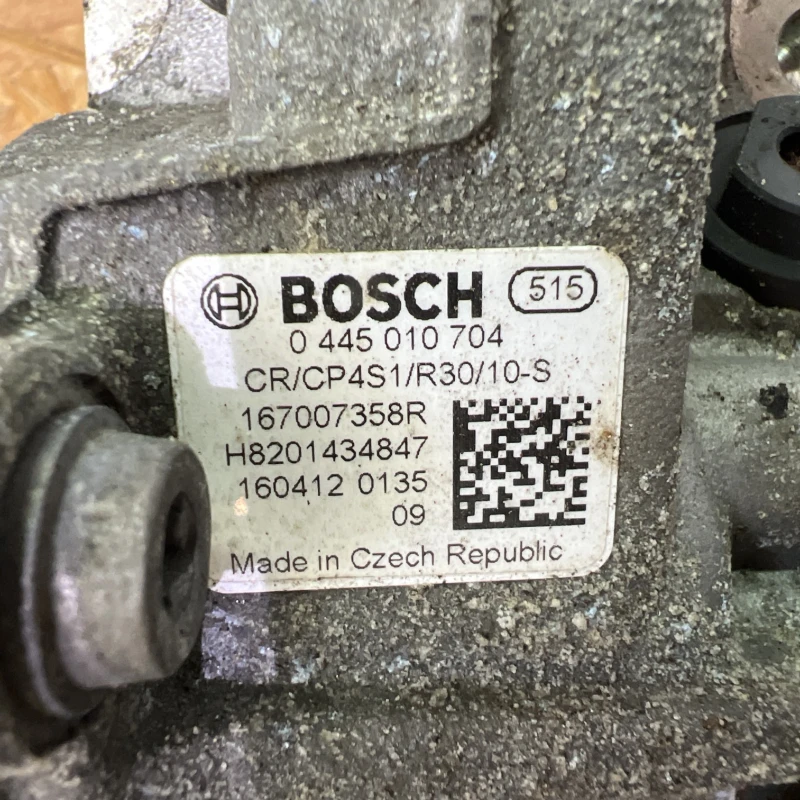 BOSCH 515
0 445 010 704
CR/CP4S1/R30/10-S
167007358R
H8201434847
160412 0135
09
Made in Czech Republic